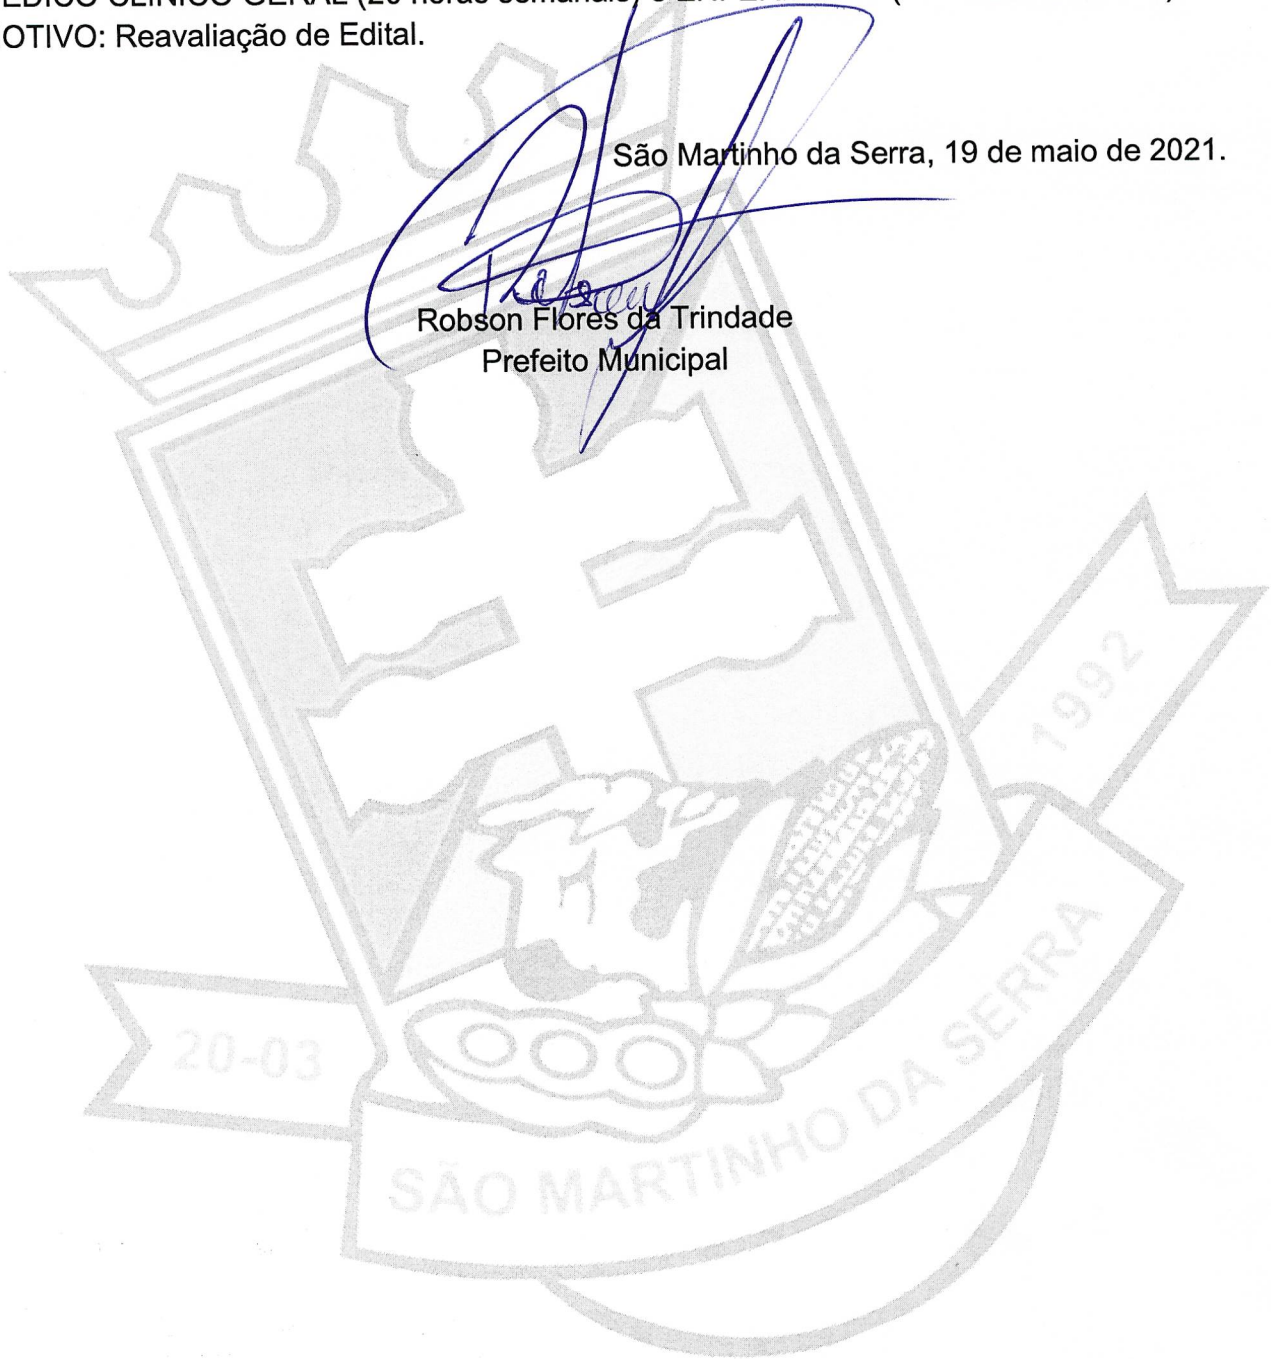 OTIVO: Reavaliação de Edital.
São Martinho da Serra, 19 de maio de 2021.
Robson Flores da Trindade
Prefeito Municipal
1992
20-03
SÃO MARTINHO DA SERRA